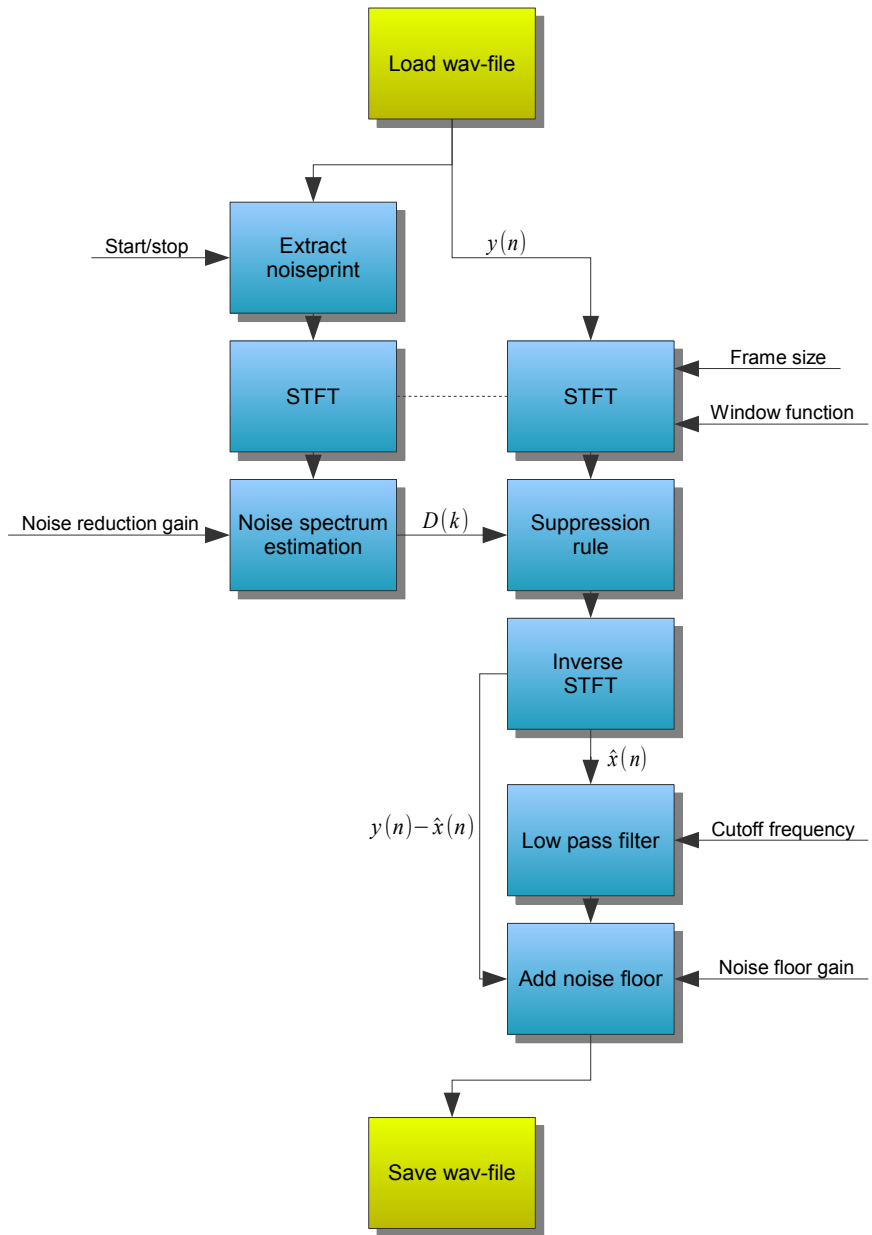 Load wav-file
Start/stop
Extract
noiseprint
y(n)
STFT
STFT
Frame size
Window function
Noise reduction gain
Noise spectrum
estimation
D(k)
Suppression
rule
Inverse
STFT
x̂(n)
y(n)−x̂(n)
Low pass filter
Cutoff frequency
Add noise floor
Noise floor gain
Save wav-file